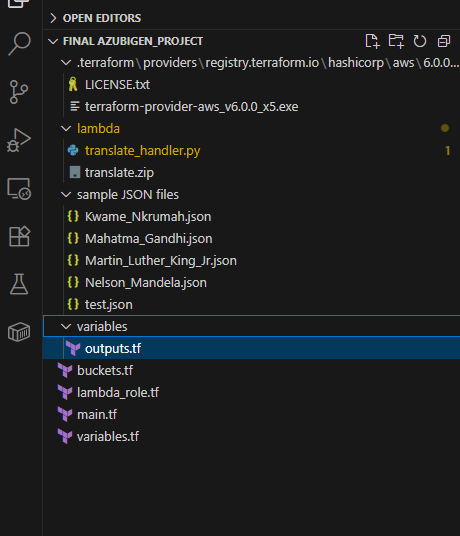 OPEN EDITORS
FINAL AZUBIGEN_PROJECT
.terraform\providers\registry.terraform.io\hashicorp\aws\6.0.0...
LICENSE.txt
terraform-provider-aws_v6.0.0_x5.exe
lambda
translate_handler.py 1
translate.zip
sample JSON files
Kwame_Nkrumah.json
Mahatma_Gandhi.json
Martin_Luther_King_Jr.json
Nelson_Mandela.json
test.json
variables
outputs.tf
buckets.tf
lambda_role.tf
main.tf
variables.tf